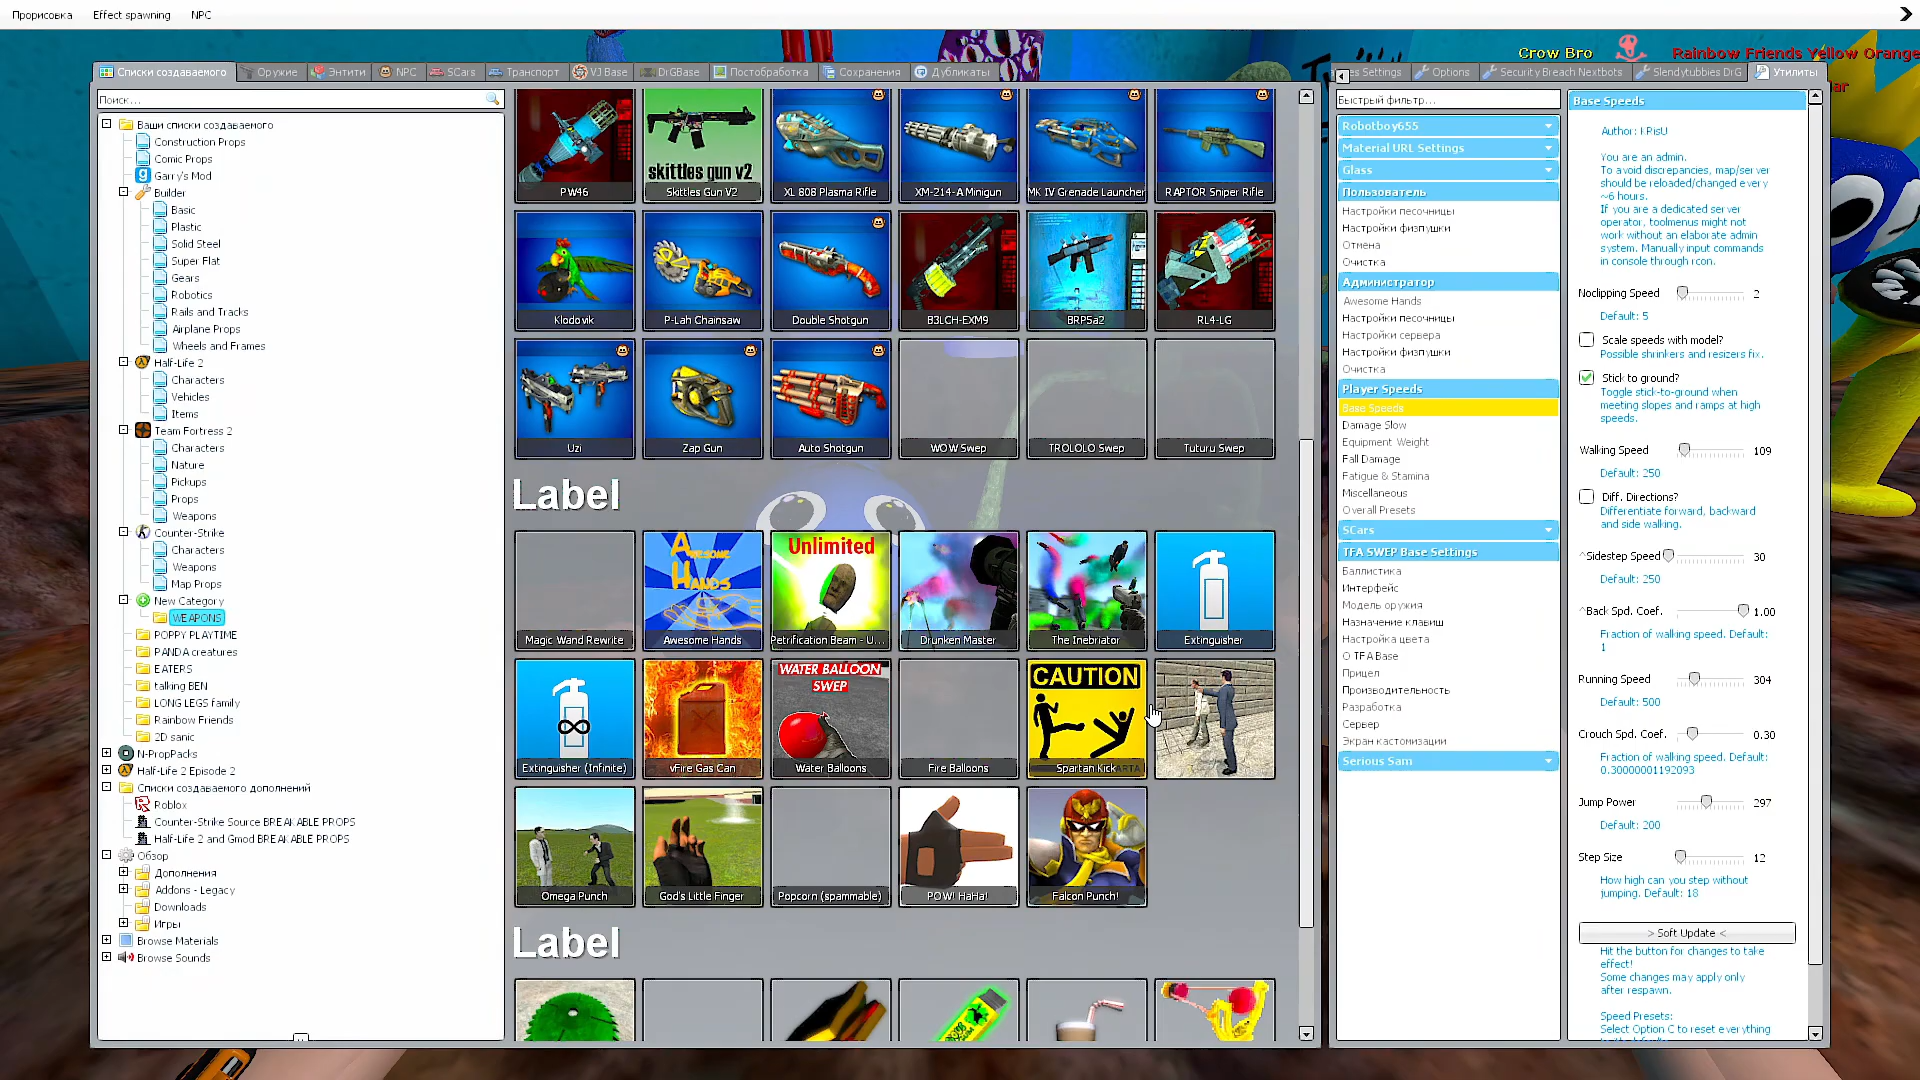 Прорисовка
Effect spawning
NPC
Crow Bro
Rainbow Friends Yellow Orange
Списки создаваемого
Оружие
Энтити
NPC
SCars
Транспорт
VJ Base
DrGBase
Постобработка
Сохранения
Дубликаты
es Settings
Options
Security Breach Nextbots
Slendytubbies DrG
Утилиты
Поиск...
Ваши списки создаваемого
Construction Props
Comic Props
Garry's Mod
Builder
Basic
Plastic
Solid Steel
Super Flat
Gears
Robotics
Rails and Tracks
Airplane Props
Wheels and Frames
Half-Life 2
Characters
Vehicles
Items
Team Fortress 2
Characters
Nature
Pickups
Props
Weapons
Counter-Strike
Characters
Weapons
Map Props
New Category
WEAPONS
POPPY PLAYTIME
PANDA creatures
EATERS
talking BEN
LONG LEGS family
Rainbow Friends
2D sanic
N-PropPacks
Half-Life 2 Episode 2
Списки создаваемого дополнений
Roblox
Counter-Strike Source BREAKABLE PROPS
Half-Life 2 and Gmod BREAKABLE PROPS
Обзор
Дополнения
Addons - Legacy
Downloads
Игры
Browse Materials
Browse Sounds
skittles gun v2
PW46
Skittles Gun V2
XL 808 Plasma Rifle
XM-214-A Minigun
MK IV Grenade Launcher
RAPTOR Sniper Rifle
Klodovik
P-Lah Chainsaw
Double Shotgun
B3LCH-EXM9
BRP5a2
RL4-LG
Uzi
Zap Gun
Auto Shotgun
WOW Swep
TROLOLO Swep
Tuturu Swep
Label
AWESOME HANDS
Unlimited
Magic Wand Rewrite
Awesome Hands
Petrification Beam - U...
Drunken Master
The Inebriator
Extinguisher
WATER BALLOON SWEP
CAUTION
Extinguisher (Infinite)
vFire Gas Can
Water Balloons
Fire Balloons
Spartan Kick
Omega Punch
God's Little Finger
Popcorn (spammable)
POW! HaHa!
Falcon Punch!
Label
Быстрый фильтр...
Robotboy655
Material URL Settings
Glass
Пользователь
Настройки песочницы
Настройки физпушки
Отмена
Очистка
Администратор
Awesome Hands
Настройки песочницы
Настройки сервера
Настройки физпушки
Очистка
Player Speeds
Base Speeds
Damage Slow
Equipment Weight
Fall Damage
Fatigue & Stamina
Miscellaneous
Overall Presets
SCars
TFA SWEP Base Settings
Баллистика
Интерфейс
Модель оружия
Назначение клавиш
Настройка цвета
О TFA Base
Прицел
Производительность
Разработка
Сервер
Экран кастомизации
Serious Sam
Base Speeds
Author: ŁPisU
You are an admin.
To avoid discrepancies, map/server
should be reloaded/changed every
~6 hours.
If you are a dedicated server
operator, toolmenus might not
work without an elaborate admin
system. Manually input commands
in console through rcon.
Noclipping Speed 2
Default: 5
Scale speeds with model?
Possible shrinkers and resizers fix.
Stick to ground?
Toggle stick-to-ground when
meeting slopes and ramps at high
speeds.
Walking Speed 109
Default: 250
Diff. Directions?
Differentiate forward, backward
and side walking.
^Sidestep Speed 30
Default: 250
^Back Spd. Coef. 1.00
Fraction of walking speed. Default:
1
Running Speed 304
Default: 500
Crouch Spd. Coef. 0.30
Fraction of walking speed. Default:
0.30000001192093
Jump Power 297
Default: 200
Step Size 12
How high can you step without
jumping. Default: 18
> Soft Update <
Hit the button for changes to take
effect!
Some changes may apply only
after respawn.
Speed Presets:
Select Option C to reset everything